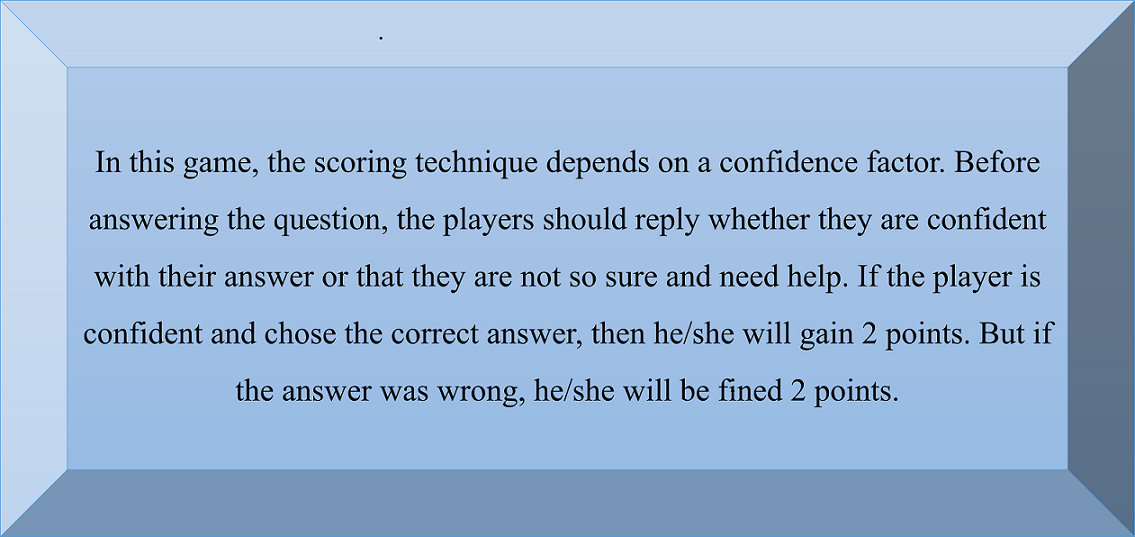 .
In this game, the scoring technique depends on a confidence factor. Before
answering the question, the players should reply whether they are confident
with their answer or that they are not so sure and need help. If the player is
confident and chose the correct answer, then he/she will gain 2 points. But if
the answer was wrong, he/she will be fined 2 points.